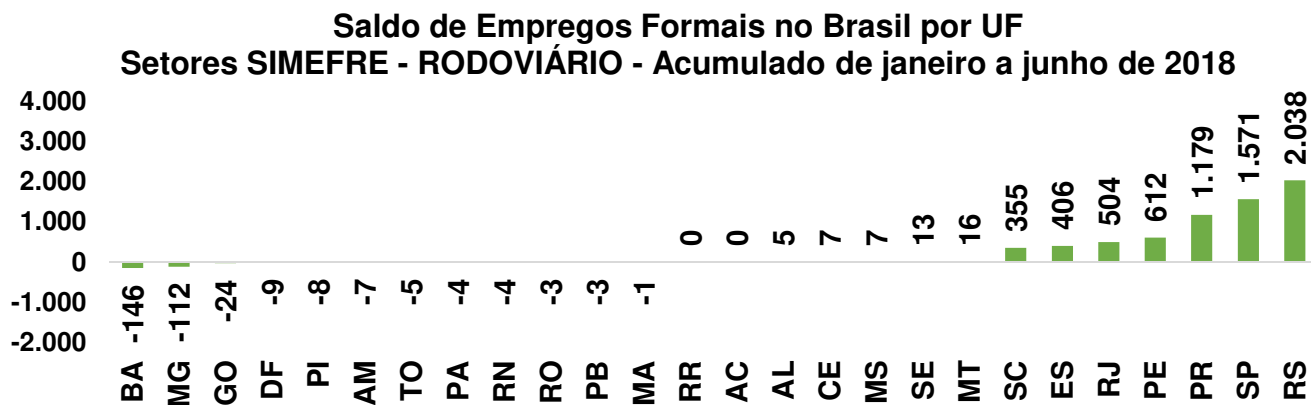 Saldo de Empregos Formais no Brasil por UF
Setores SIMEFRE - RODOVIÁRIO - Acumulado de janeiro a junho de 2018
4.000
3.000
2.000
1.000
0
-1.000
-2.000
-146
-112
-24
-9
-8
-7
-5
-4
-4
-3
-3
-1
0
0
5
7
7
13
16
355
406
504
612
1.179
1.571
2.038
BA
MG
GO
DF
PI
AM
TO
PA
RN
RO
PB
MA
RR
AC
AL
CE
MS
SE
MT
SC
ES
RJ
PE
PR
SP
RS